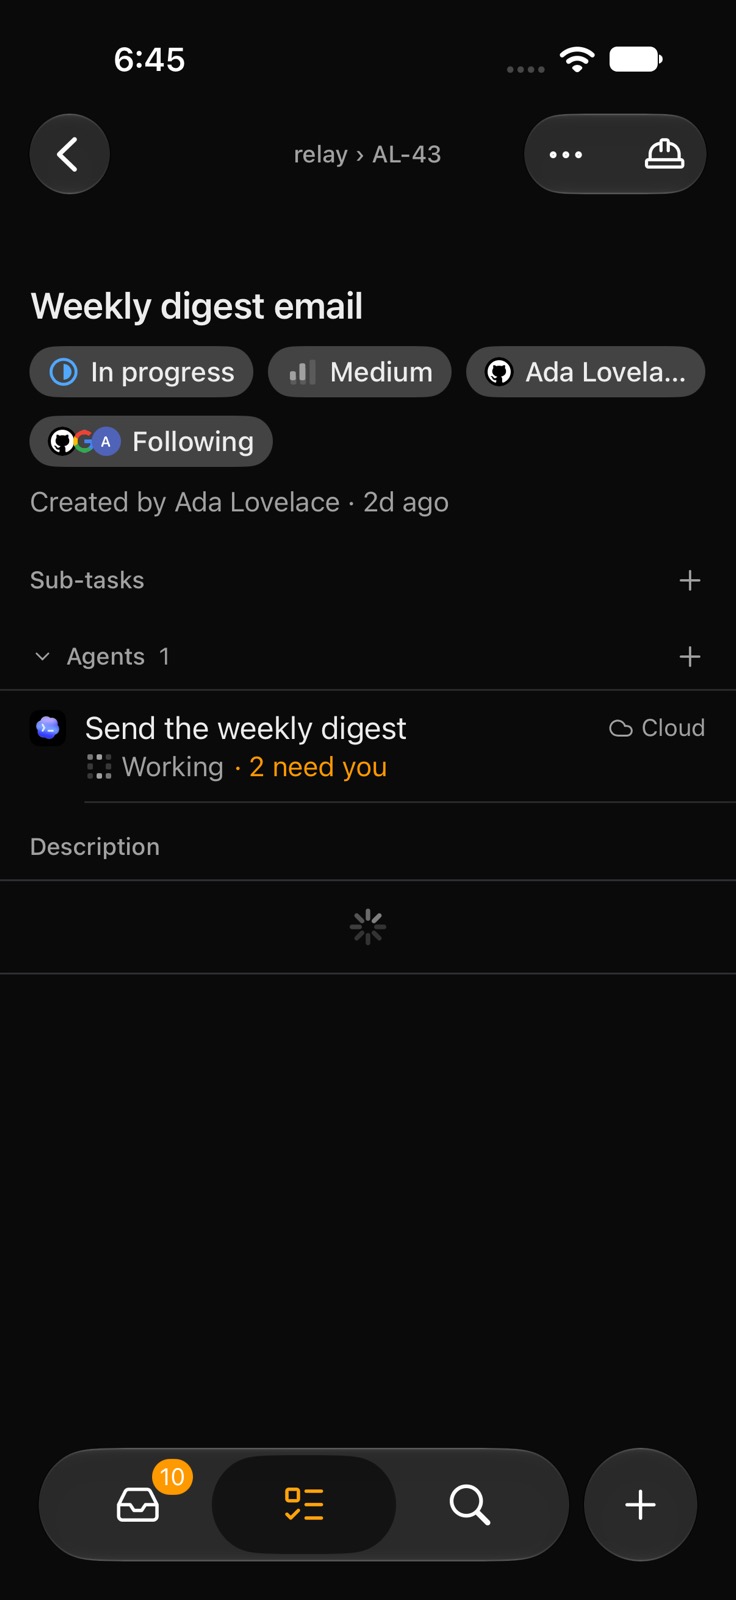 6:45
relay › AL-43
Weekly digest email
In progress
Medium
Ada Lovela...
A
Following
Created by Ada Lovelace · 2d ago
Sub-tasks
Agents 1
Send the weekly digest
Cloud
Working · 2 need you
Description
10